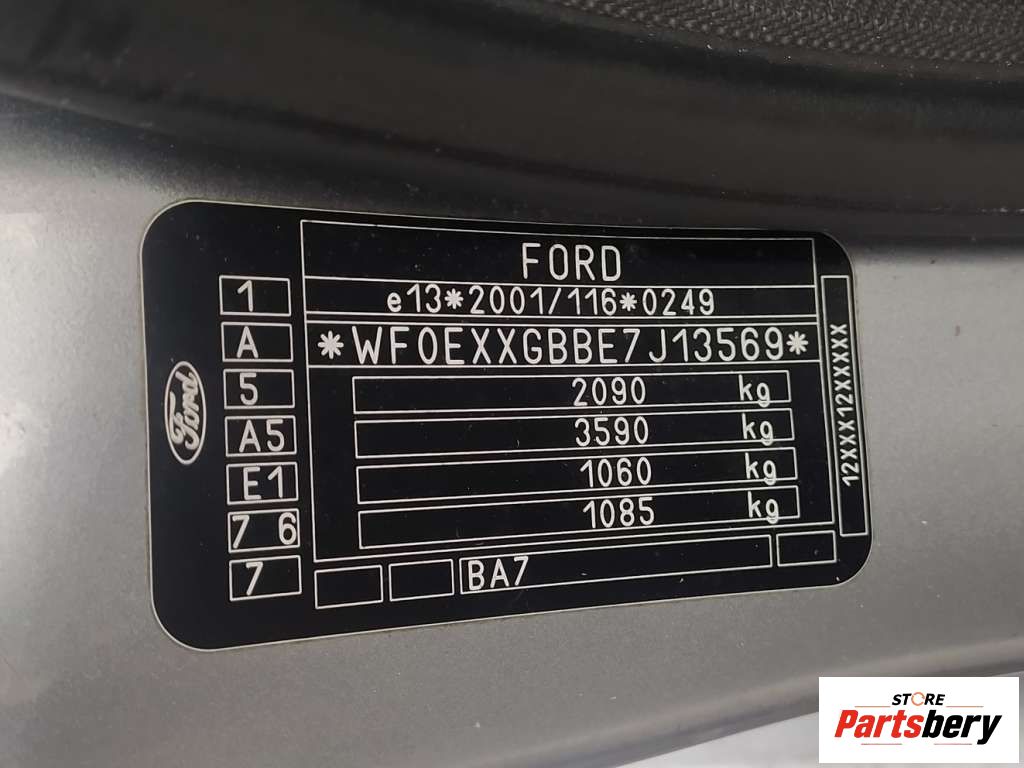 FORD
e13*2001/116*0249
*WF0EXXGBBE7J13569*
2090 kg
3590 kg
1060 kg
1085 kg
BA7
1
A
5
A5
E1
7 6
7
Ford
12XXX12XXXXX
STORE
Partsbery